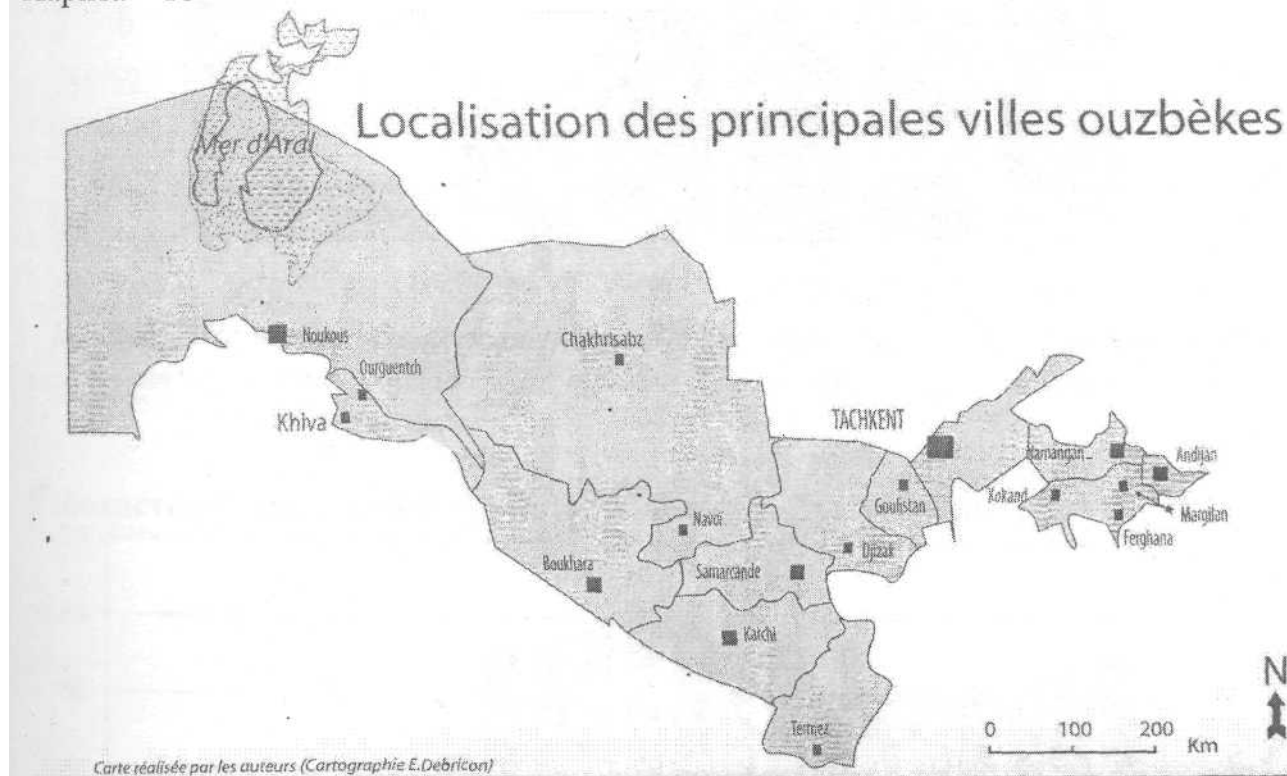 Localisation des principales villes ouzbèkes
Mer d'Aral
Noukous
Chakhrisabz
Ourguentch
Khiva
TACHKENT
Namangan
Andijan
Goulistan
Kokand
Margilan
Navoï
Ferghana
Djizak
Boukhara
Samarcande
Karchi
Termez
N
0 100 200
Km
Carte réalisée par les auteurs (Cartographie E.Debricon)